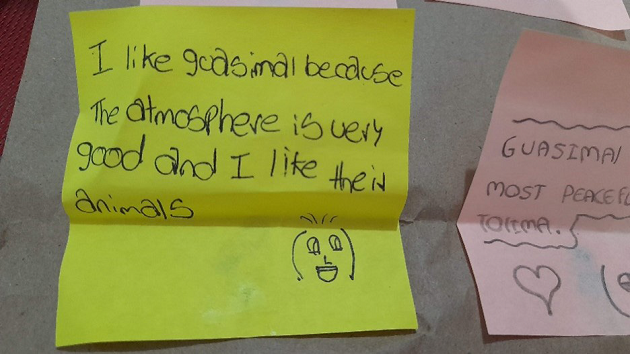 I like guasimal because
The atmosphere is very
good and I like their
animals
GUASIMAl
MOST PEACEF
TOLIMA.